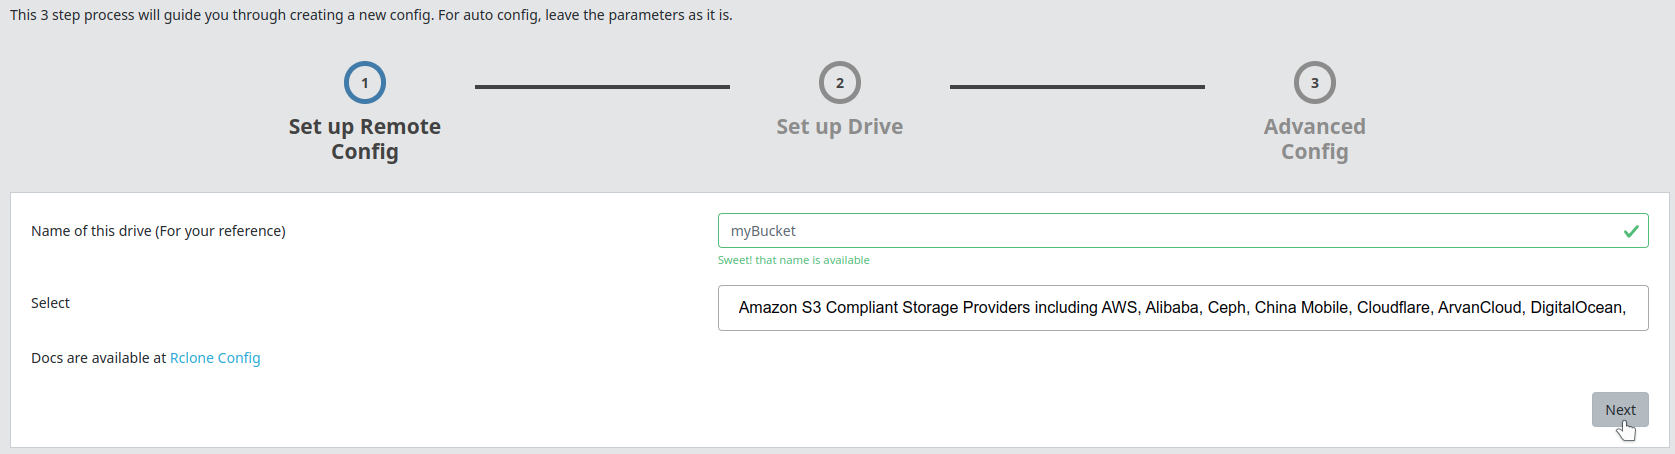 This 3 step process will guide you through creating a new config. For auto config, leave the parameters as it is.
1
2
3
Set up Remote
Config
Set up Drive
Advanced
Config
Name of this drive (For your reference)
myBucket
Sweet! that name is available
Select
Amazon S3 Compliant Storage Providers including AWS, Alibaba, Ceph, China Mobile, Cloudflare, ArvanCloud, DigitalOcean,
Docs are available at Rclone Config
Next